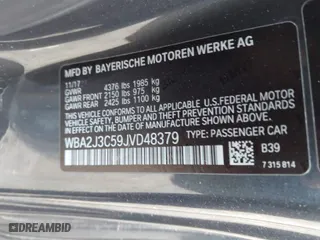 MFD BY BAYERISCHE MOTOREN WERKE AG
11/17
GVWR 4376 lbs 1985 kg
GAWR FRONT 2150 lbs 975 kg
GAWR REAR 2425 lbs 1100 kg
THIS VEHICLE CONFORMS TO ALL APPLICABLE
U.S. FEDERAL MOTOR VEHICLE SAFETY, BUMPER,
AND THEFT PREVENTION STANDARDS IN EFFECT
ON THE DATE OF MANUFACTURE SHOWN ABOVE.
WBA2J3C59JVD48379 TYPE: PASSENGER CAR
B39
7 315 814
DREAMBID
DREAMBID.COM